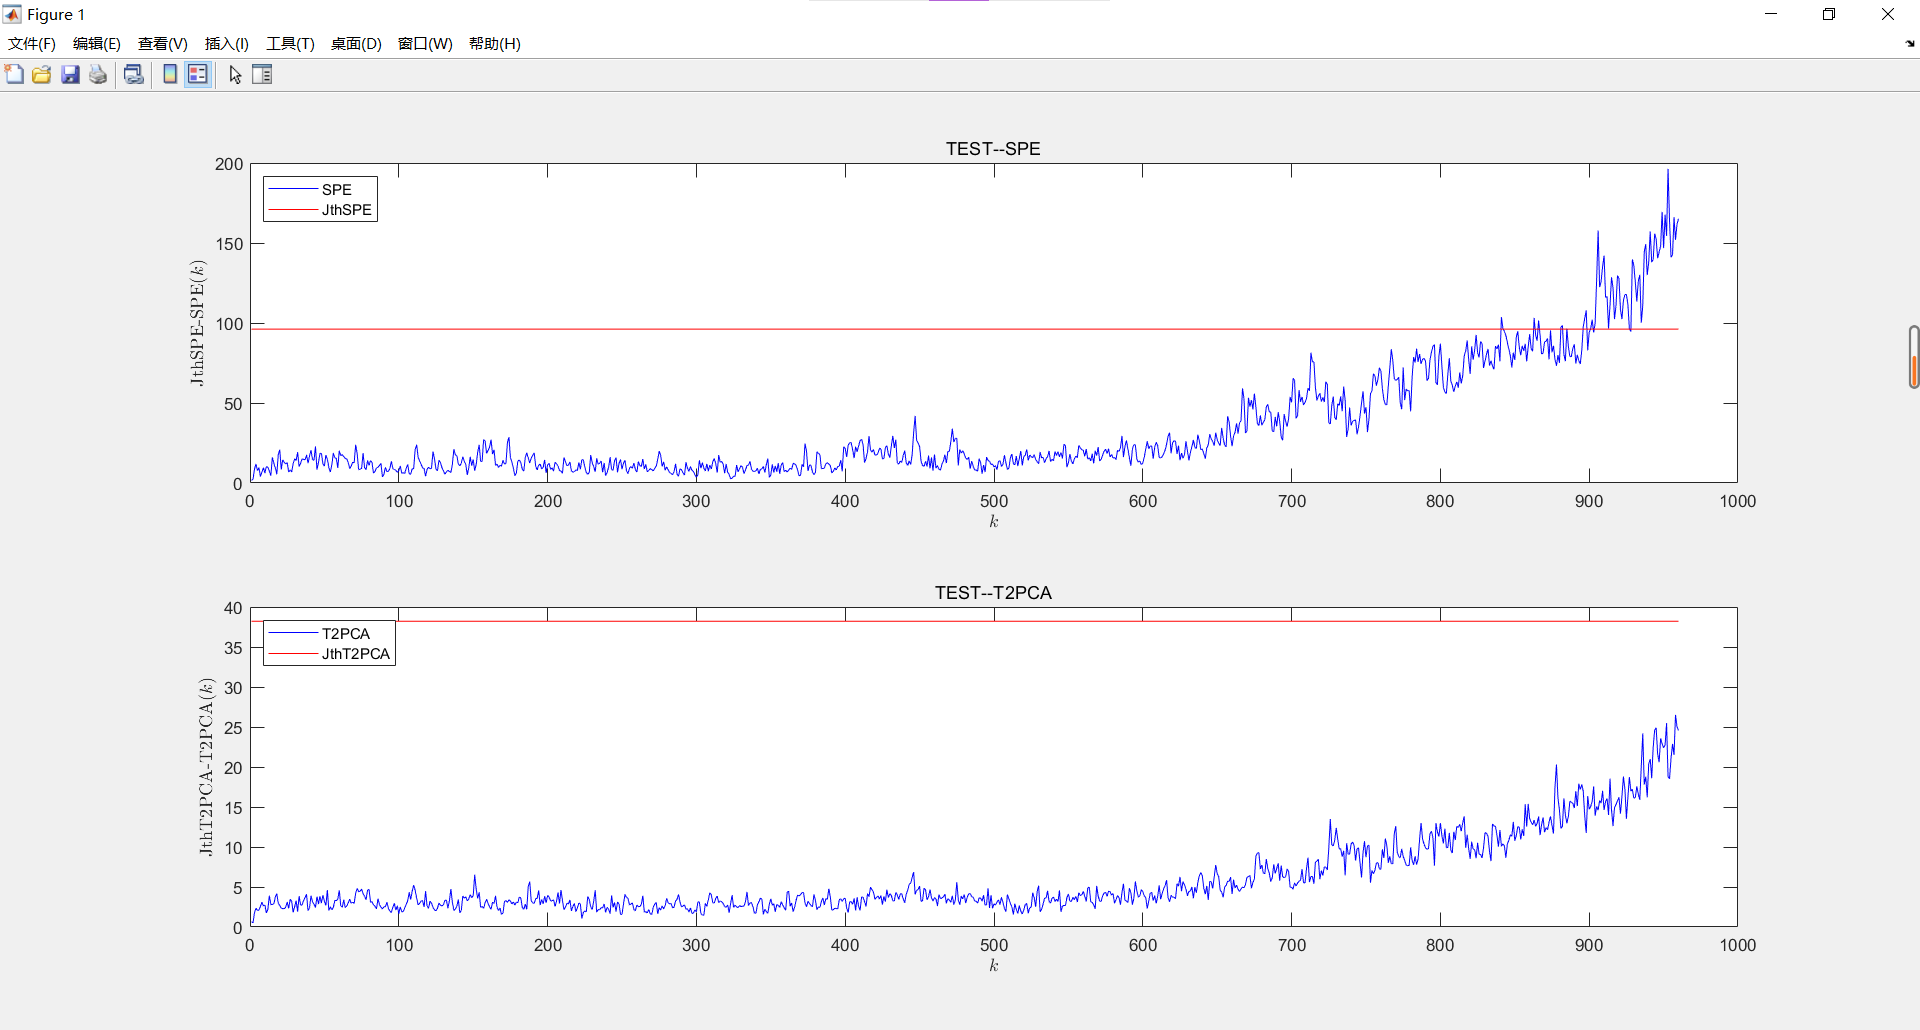 Figure 1
文件(F) 编辑(E) 查看(V) 插入(I) 工具(T) 桌面(D) 窗口(W) 帮助(H)
TEST--SPE
200
150
100
50
0
JthSPE-SPE(k)
SPE
JthSPE
0 100 200 300 400 500 600 700 800 900 1000
k
TEST--T2PCA
40
35
30
25
20
15
10
5
0
JthT2PCA-T2PCA(k)
T2PCA
JthT2PCA
0 100 200 300 400 500 600 700 800 900 1000
k